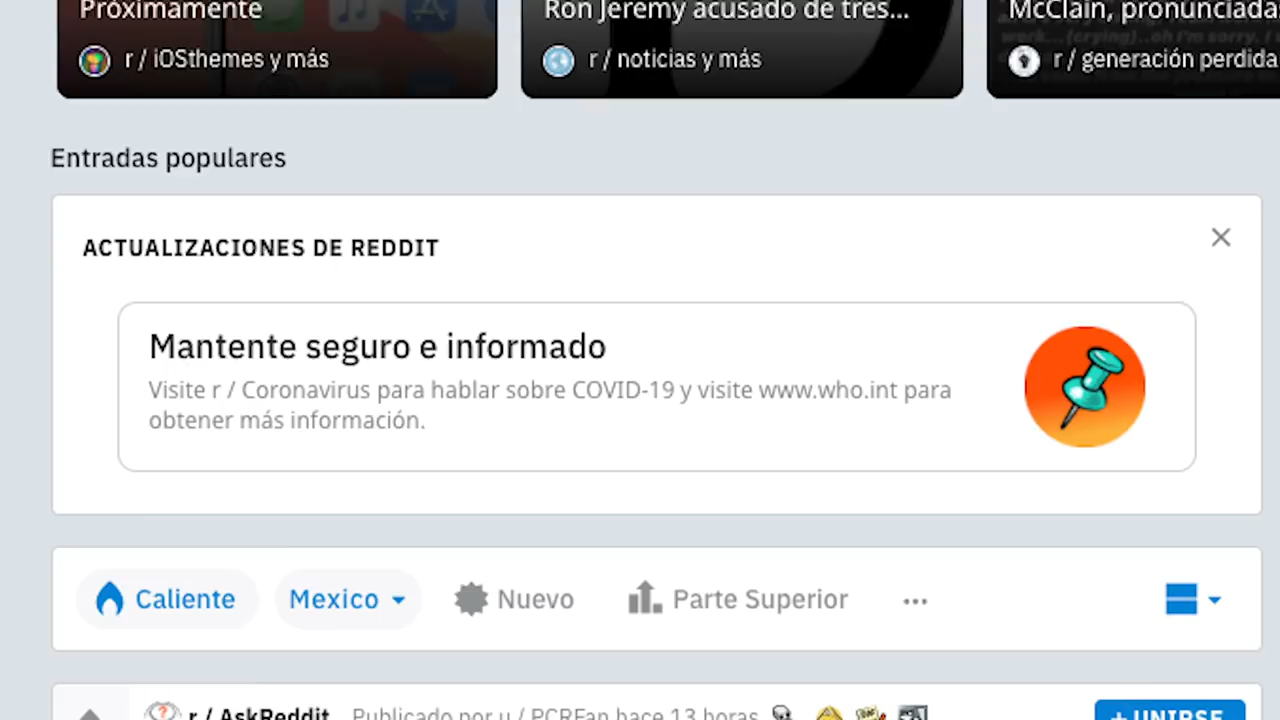 Próximamente
Ron Jeremy acusado de tres...
McClain, pronunciadas
r / iOSthemes y más
r / noticias y más
r / generación perdida
Entradas populares
ACTUALIZACIONES DE REDDIT
Mantente seguro e informado
Visite r / Coronavirus para hablar sobre COVID-19 y visite www.who.int para
obtener más información.
Caliente
Mexico
Nuevo
Parte Superior
...
r / AskReddit
Publicado por u / PCRFan hace 13 horas
+ UNIRSE